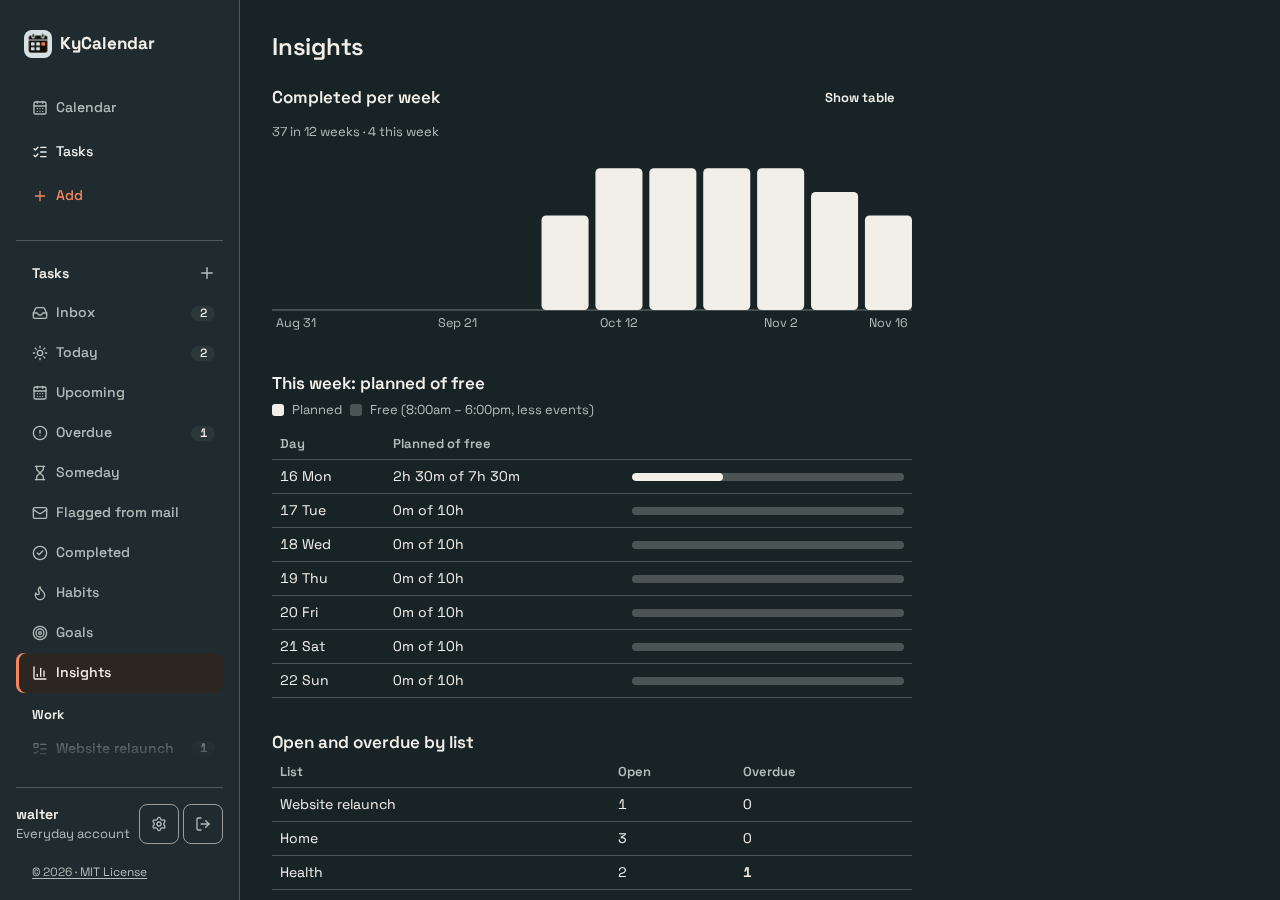 KyCalendar
Calendar
Tasks
Add
Tasks
Inbox 2
Today 2
Upcoming
Overdue 1
Someday
Flagged from mail
Completed
Habits
Goals
Insights
Work
Website relaunch 1
walter
Everyday account
© 2026 · MIT License
Insights
Completed per week Show table
37 in 12 weeks · 4 this week
Aug 31 Sep 21 Oct 12 Nov 2 Nov 16
This week: planned of free
Planned Free (8:00am – 6:00pm, less events)
Day Planned of free
16 Mon 2h 30m of 7h 30m
17 Tue 0m of 10h
18 Wed 0m of 10h
19 Thu 0m of 10h
20 Fri 0m of 10h
21 Sat 0m of 10h
22 Sun 0m of 10h
Open and overdue by list
List Open Overdue
Website relaunch 1 0
Home 3 0
Health 2 1